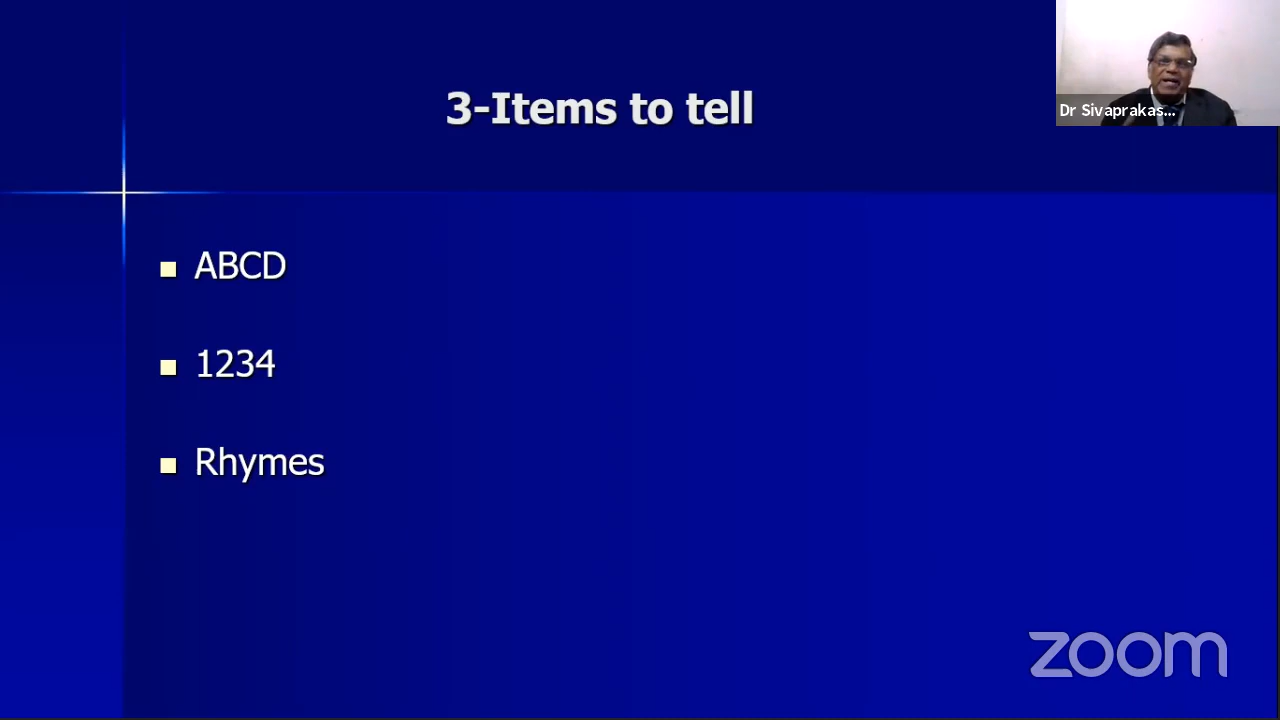 3-Items to tell
Dr Sivaprakas...
ABCD
1234
Rhymes
zoom